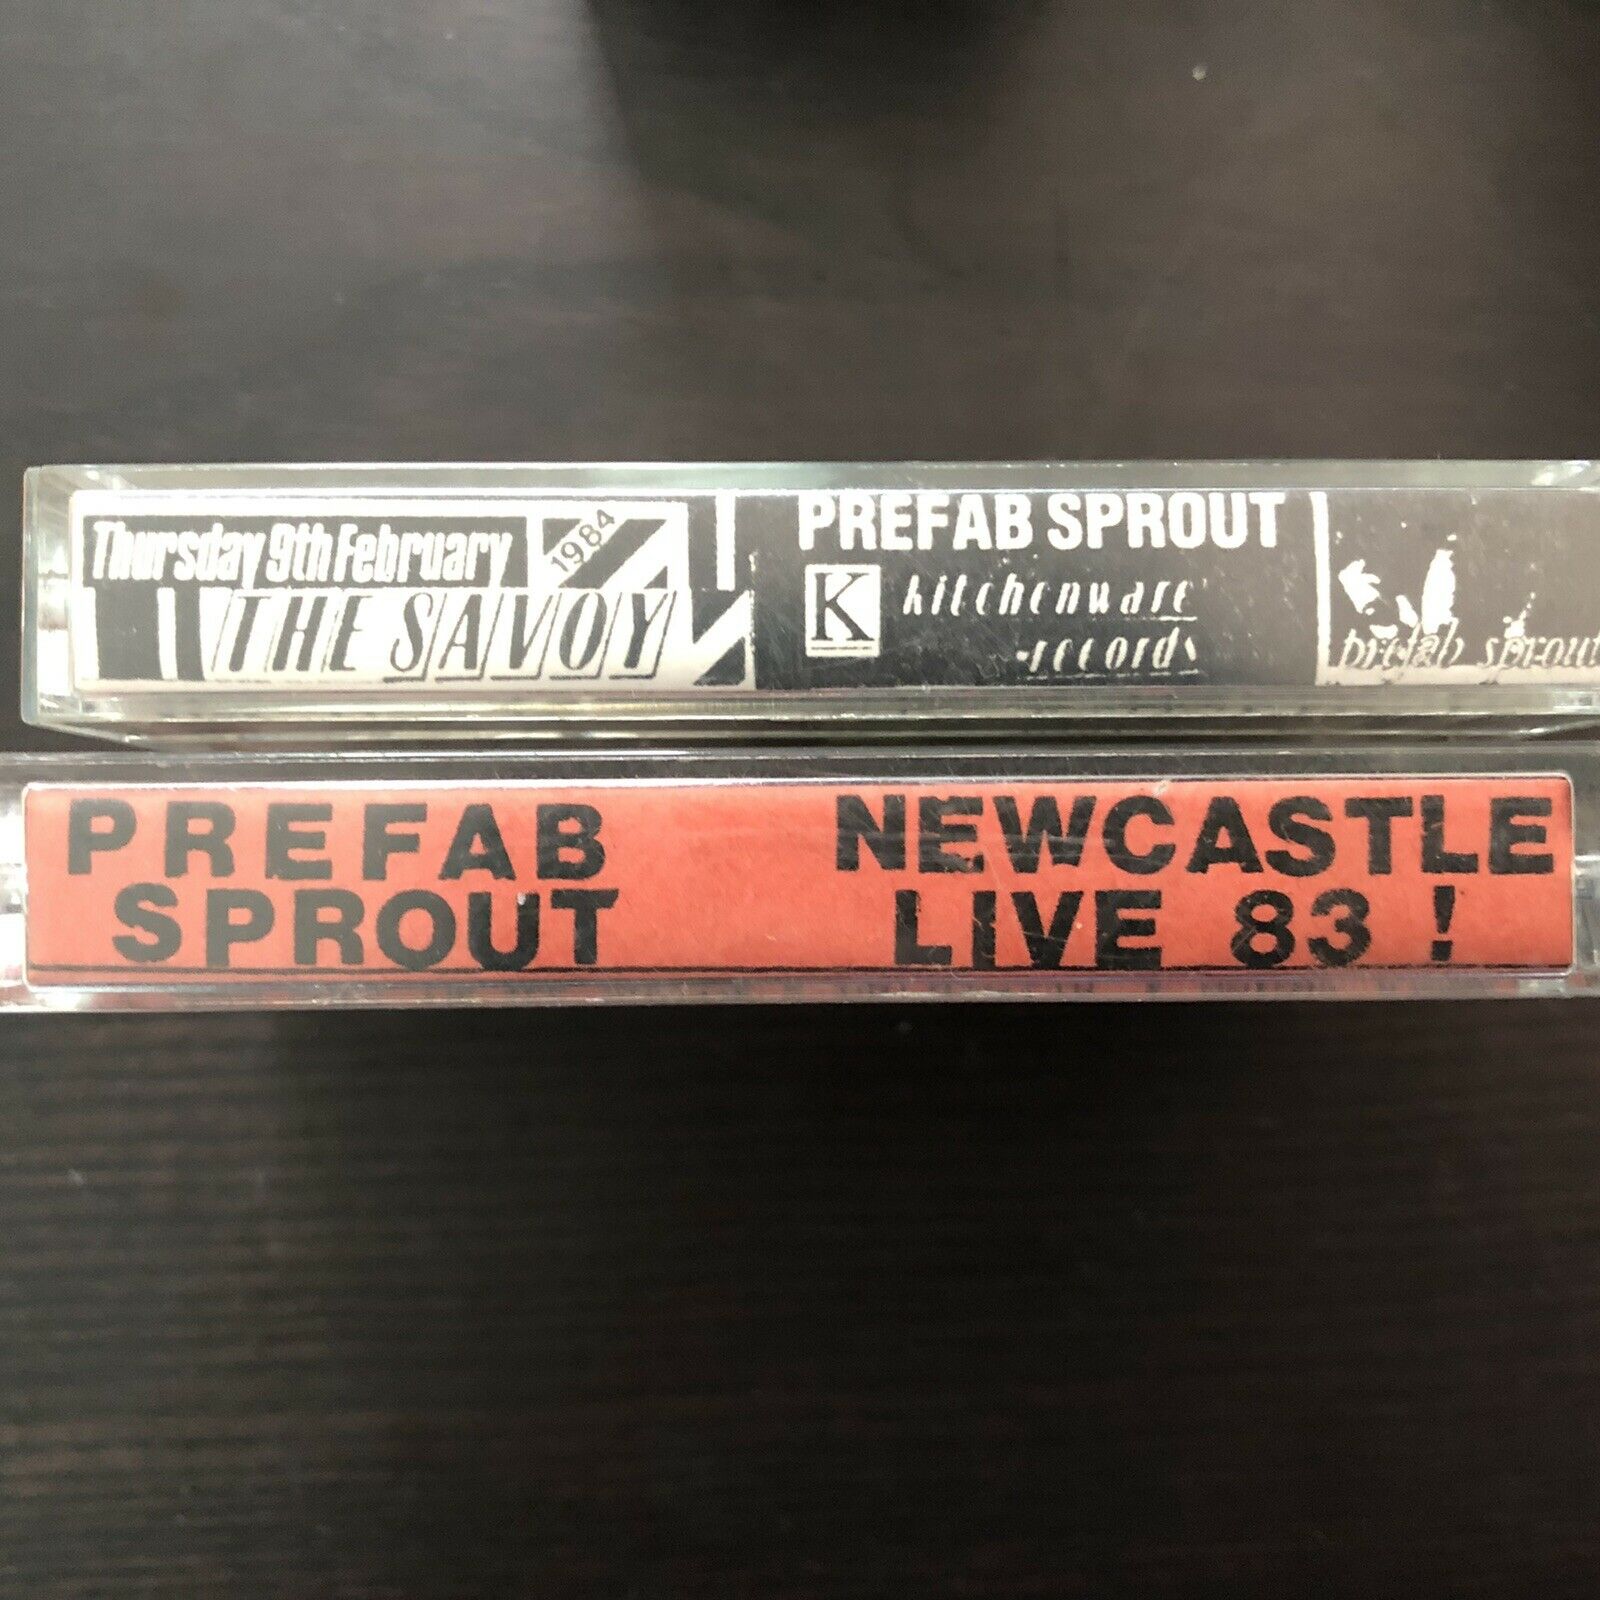 Thursday 9th February
1984
THE SAVOY
PREFAB SPROUT
K
kitchenware
records
prefab sprout
PREFAB
SPROUT
NEWCASTLE
LIVE 83 !